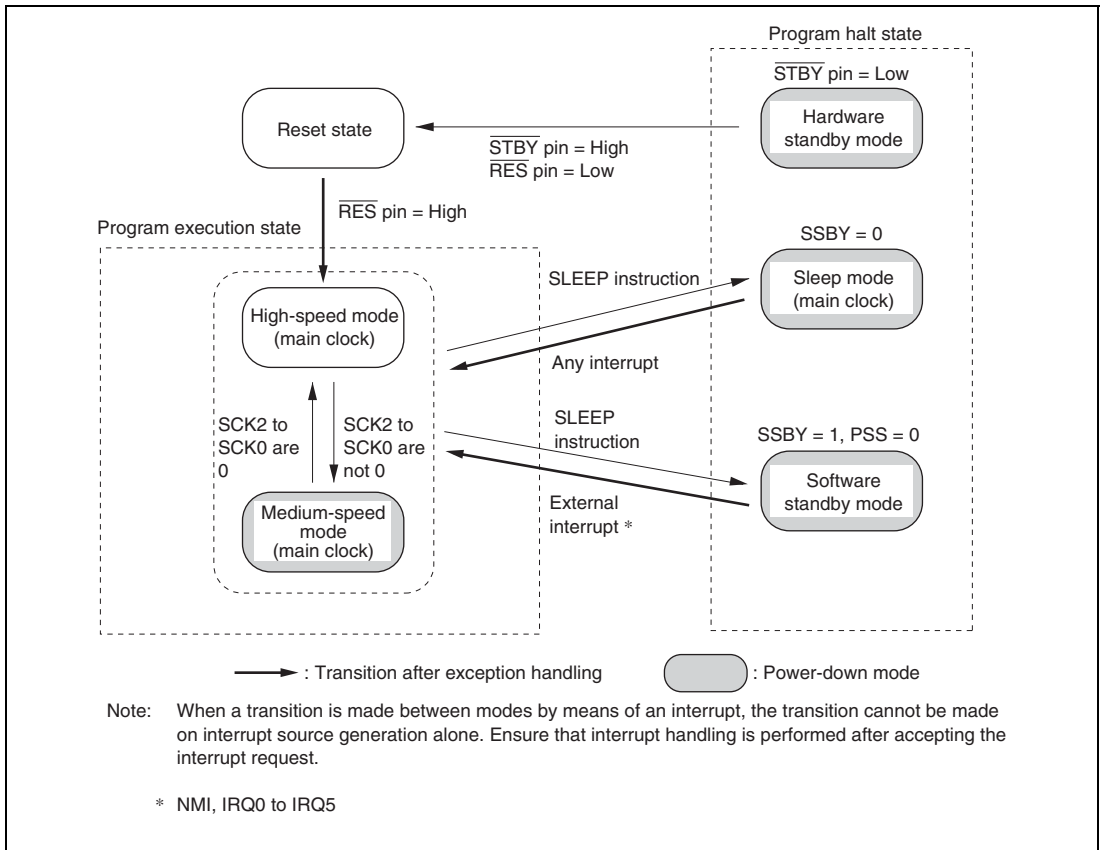 Program halt state
STBY pin = Low
Hardware
standby mode
Reset state
STBY pin = High
RES pin = Low
RES pin = High
Program execution state
SSBY = 0
Sleep mode
(main clock)
SLEEP instruction
High-speed mode
(main clock)
Any interrupt
SCK2 to
SCK0 are
0
SCK2 to
SCK0 are
not 0
SLEEP
instruction
SSBY = 1, PSS = 0
Software
standby mode
External
interrupt *
Medium-speed
mode
(main clock)
: Transition after exception handling
: Power-down mode
Note: When a transition is made between modes by means of an interrupt, the transition cannot be made
on interrupt source generation alone. Ensure that interrupt handling is performed after accepting the
interrupt request.
* NMI, IRQ0 to IRQ5